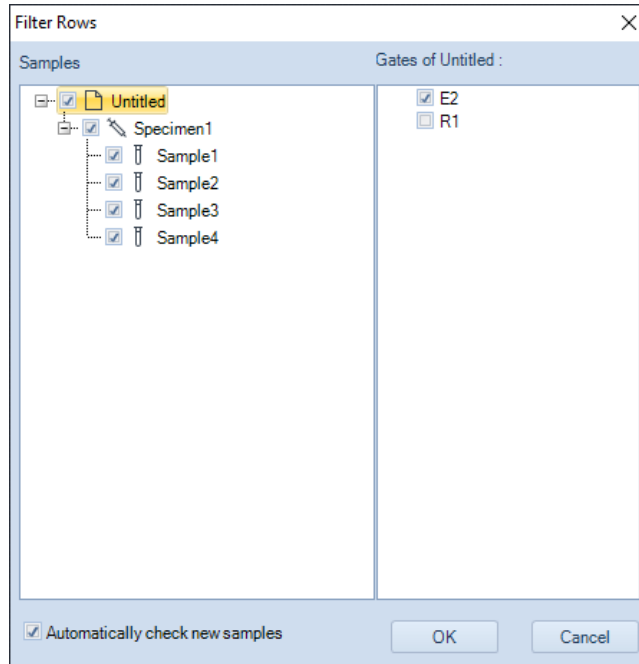 Filter Rows
Samples
Gates of Untitled :
Untitled
Specimen1
Sample1
Sample2
Sample3
Sample4
E2
R1
Automatically check new samples
OK
Cancel